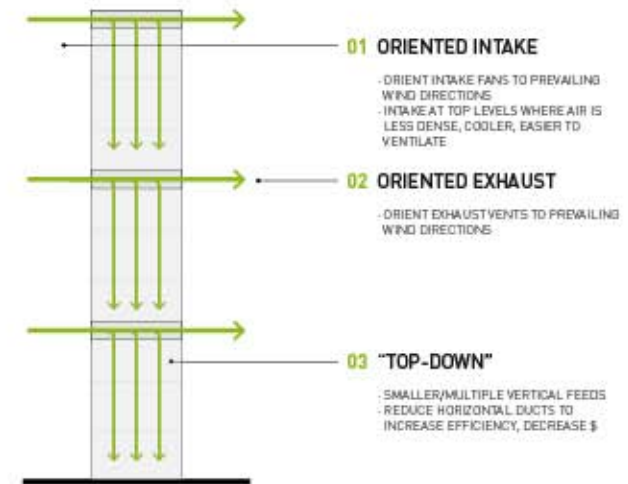 01 ORIENTED INTAKE
- ORIENT INTAKE FANS TO PREVAILING
WIND DIRECTIONS
- INTAKE AT TOP LEVELS WHERE AIR IS
LESS DENSE, COOLER, EASIER TO
VENTILATE
02 ORIENTED EXHAUST
- ORIENT EXHAUST VENTS TO PREVAILING
WIND DIRECTIONS
03 "TOP-DOWN"
- SMALLER/MULTIPLE VERTICAL FEEDS
- REDUCE HORIZONTAL DUCTS TO
INCREASE EFFICIENCY, DECREASE $